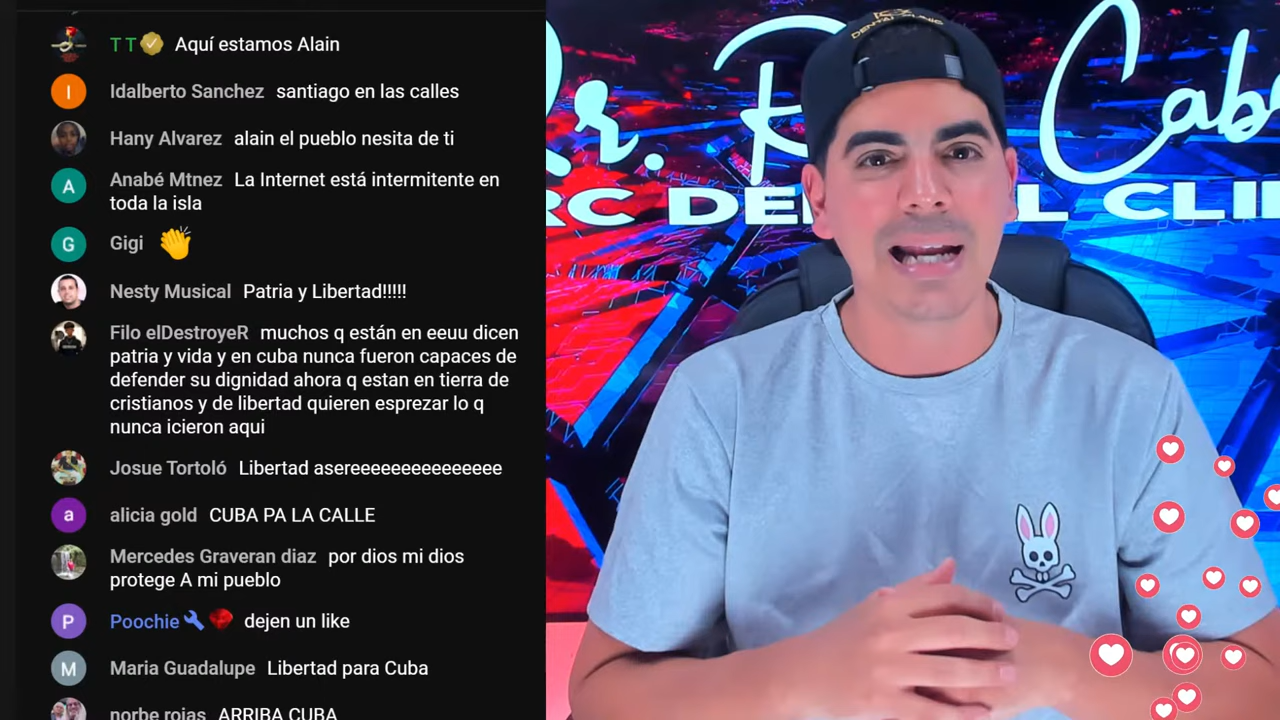 TT Aquí estamos Alain
Idalberto Sanchez santiago en las calles
Hany Alvarez alain el pueblo nesita de ti
A Anabé Mtnez La Internet está intermitente en
toda la isla
G Gigi
Nesty Musical Patria y Libertad!!!!!
Filo elDestroyeR muchos q están en eeuu dicen
patria y vida y en cuba nunca fueron capaces de
defender su dignidad ahora q estan en tierra de
cristianos y de libertad quieren esprezar lo q
nunca icieron aqui
Josue Tortoló Libertad asereeeeeeeeeeeeeee
a alicia gold CUBA PA LA CALLE
Mercedes Graveran diaz por dios mi dios
protege A mi pueblo
P Poochie dejen un like
M Maria Guadalupe Libertad para Cuba
norbe rojas ARRIBA CUBA
Dr.